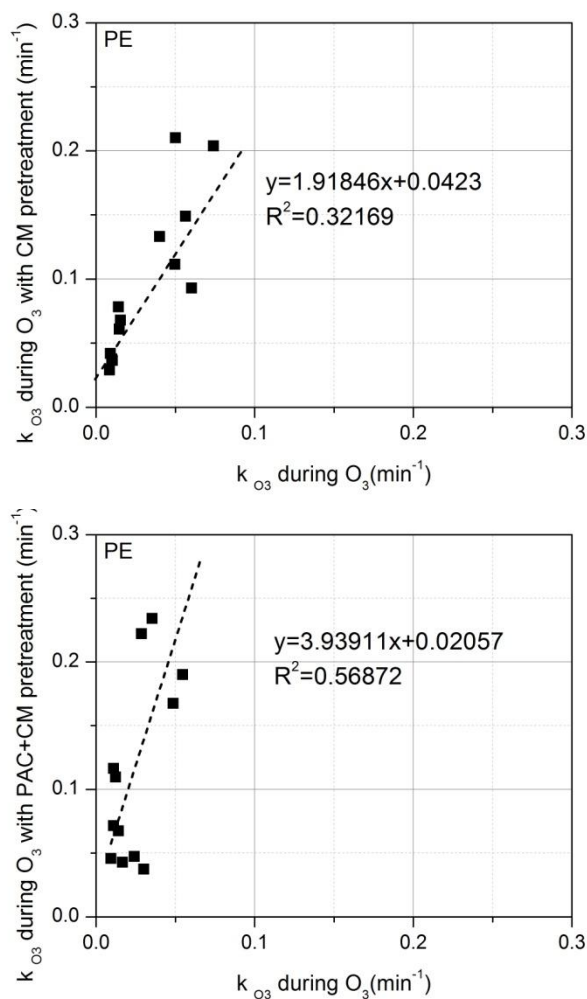 0.3
PE
0.2
y=1.91846x+0.0423
R²=0.32169
0.1
0.0
0.0 0.1 0.2 0.3
k O3 during O3 with CM pretreatment (min⁻¹)
k O3 during O3(min⁻¹)
0.3
PE
0.2
y=3.93911x+0.02057
R²=0.56872
0.1
0.0
0.0 0.1 0.2 0.3
k O3 during O3 with PAC+CM pretreatment (min⁻¹)
k O3 during O3(min⁻¹)